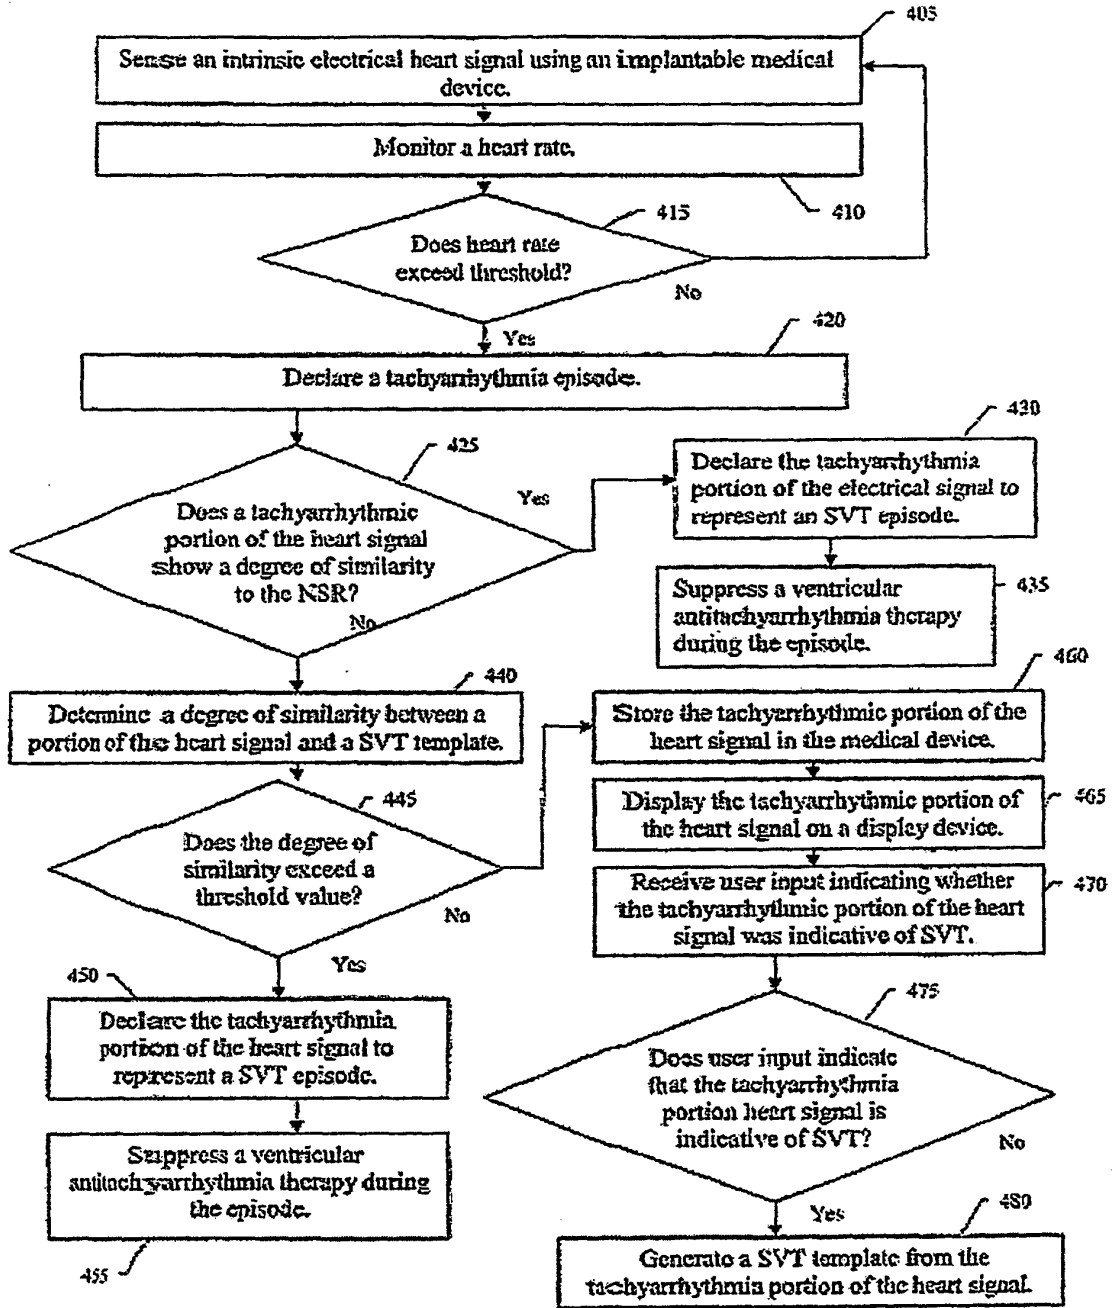 405
Sense an intrinsic electrical heart signal using an implantable medical
device.
Monitor a heart rate.
410
415
Does heart rate
exceed threshold?
No
Yes
420
Declare a tachyarrhythmia episode.
425
Does a tachyarrhythmic
portion of the heart signal
show a degree of similarity
to the NSR?
Yes
No
430
Declare the tachyarrhythmia
portion of the electrical signal to
represent an SVT episode.
435
Suppress a ventricular
antitachyarrhythmia therapy
during the episode.
440
Determine a degree of similarity between a
portion of the heart signal and a SVT template.
445
Does the degree of
similarity exceed a
threshold value?
No
Yes
450
Declare the tachyarrhythmia
portion of the heart signal to
represent a SVT episode.
Suppress a ventricular
antitachyarrhythmia therapy during
the episode.
455
460
Store the tachyarrhythmic portion of the
heart signal in the medical device.
Display the tachyarrhythmic portion of
the heart signal on a display device.
465
Receive user input indicating whether
the tachyarrhythmic portion of the heart
signal was indicative of SVT.
470
475
Does user input indicate
that the tachyarrhythmia
portion heart signal is
indicative of SVT?
No
Yes
480
Generate a SVT template from the
tachyarrhythmia portion of the heart signal.